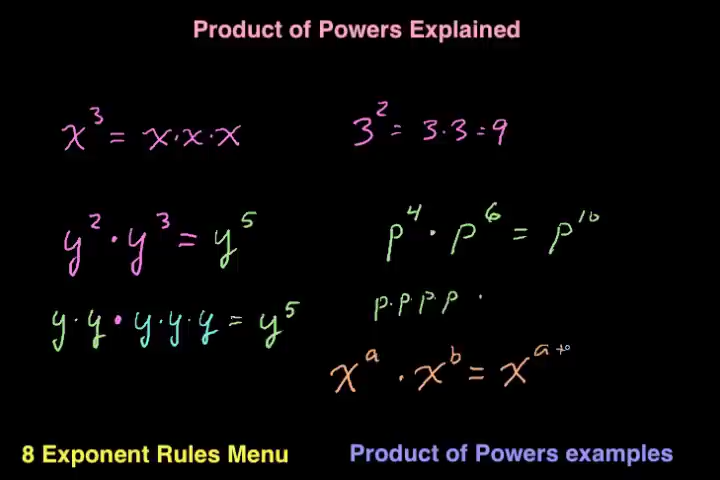 Product of Powers Explained
x³ = x·x·x
3² = 3·3 = 9
y² · y³ = y⁵
p⁴ · p⁶ = p¹⁰
y·y·y·y·y = y⁵
p·p·p·p ·
xᵃ · xᵇ = xᵃ⁺
8 Exponent Rules Menu
Product of Powers examples